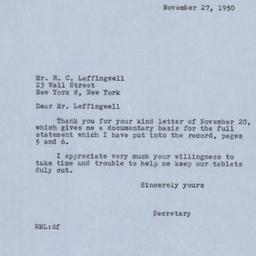 November 27, 1950
Mr. R. C. Leffingwell
23 Wall Street
New York 8, New York
Dear Mr. Leffingwell
Thank you for your kind letter of November 20,
which gives me a documentary basis for the full
statement which I have put into the record, pages
5 and 6.
I appreciate very much your willingness to
take time and trouble to help me keep our tablets
duly cut.
Sincerely yours
Secretary
RML:df